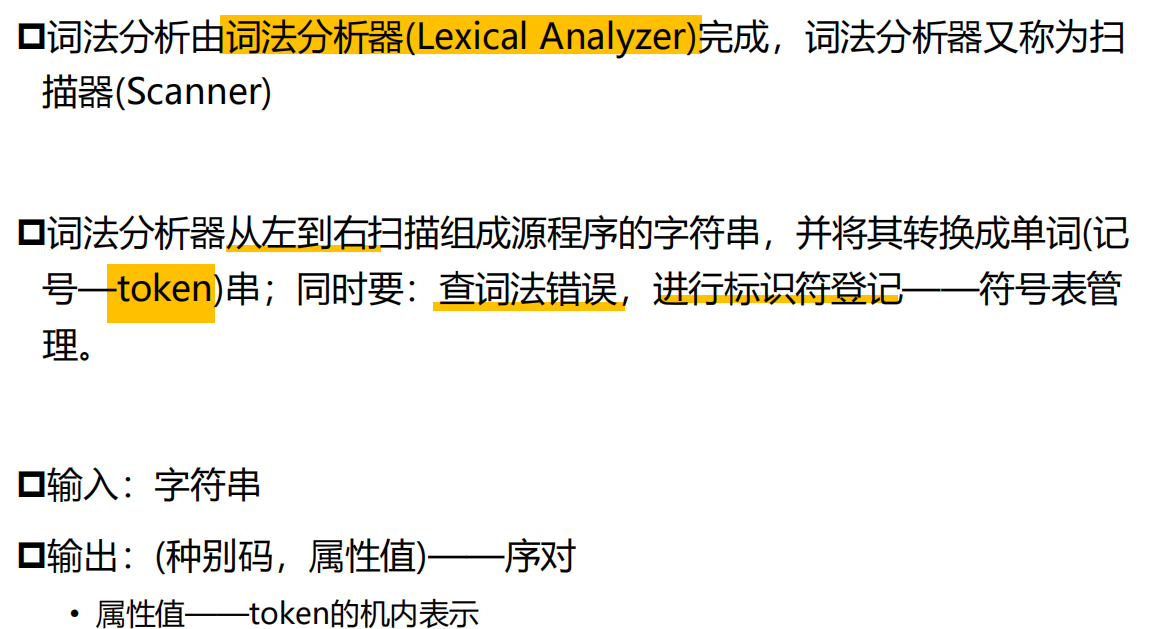 词法分析由词法分析器(Lexical Analyzer)完成，词法分析器又称为扫
描器(Scanner)
词法分析器从左到右扫描组成源程序的字符串，并将其转换成单词(记
号—token)串；同时要：查词法错误，进行标识符登记——符号表管
理。
输入：字符串
输出：(种别码，属性值)——序对
• 属性值——token的机内表示